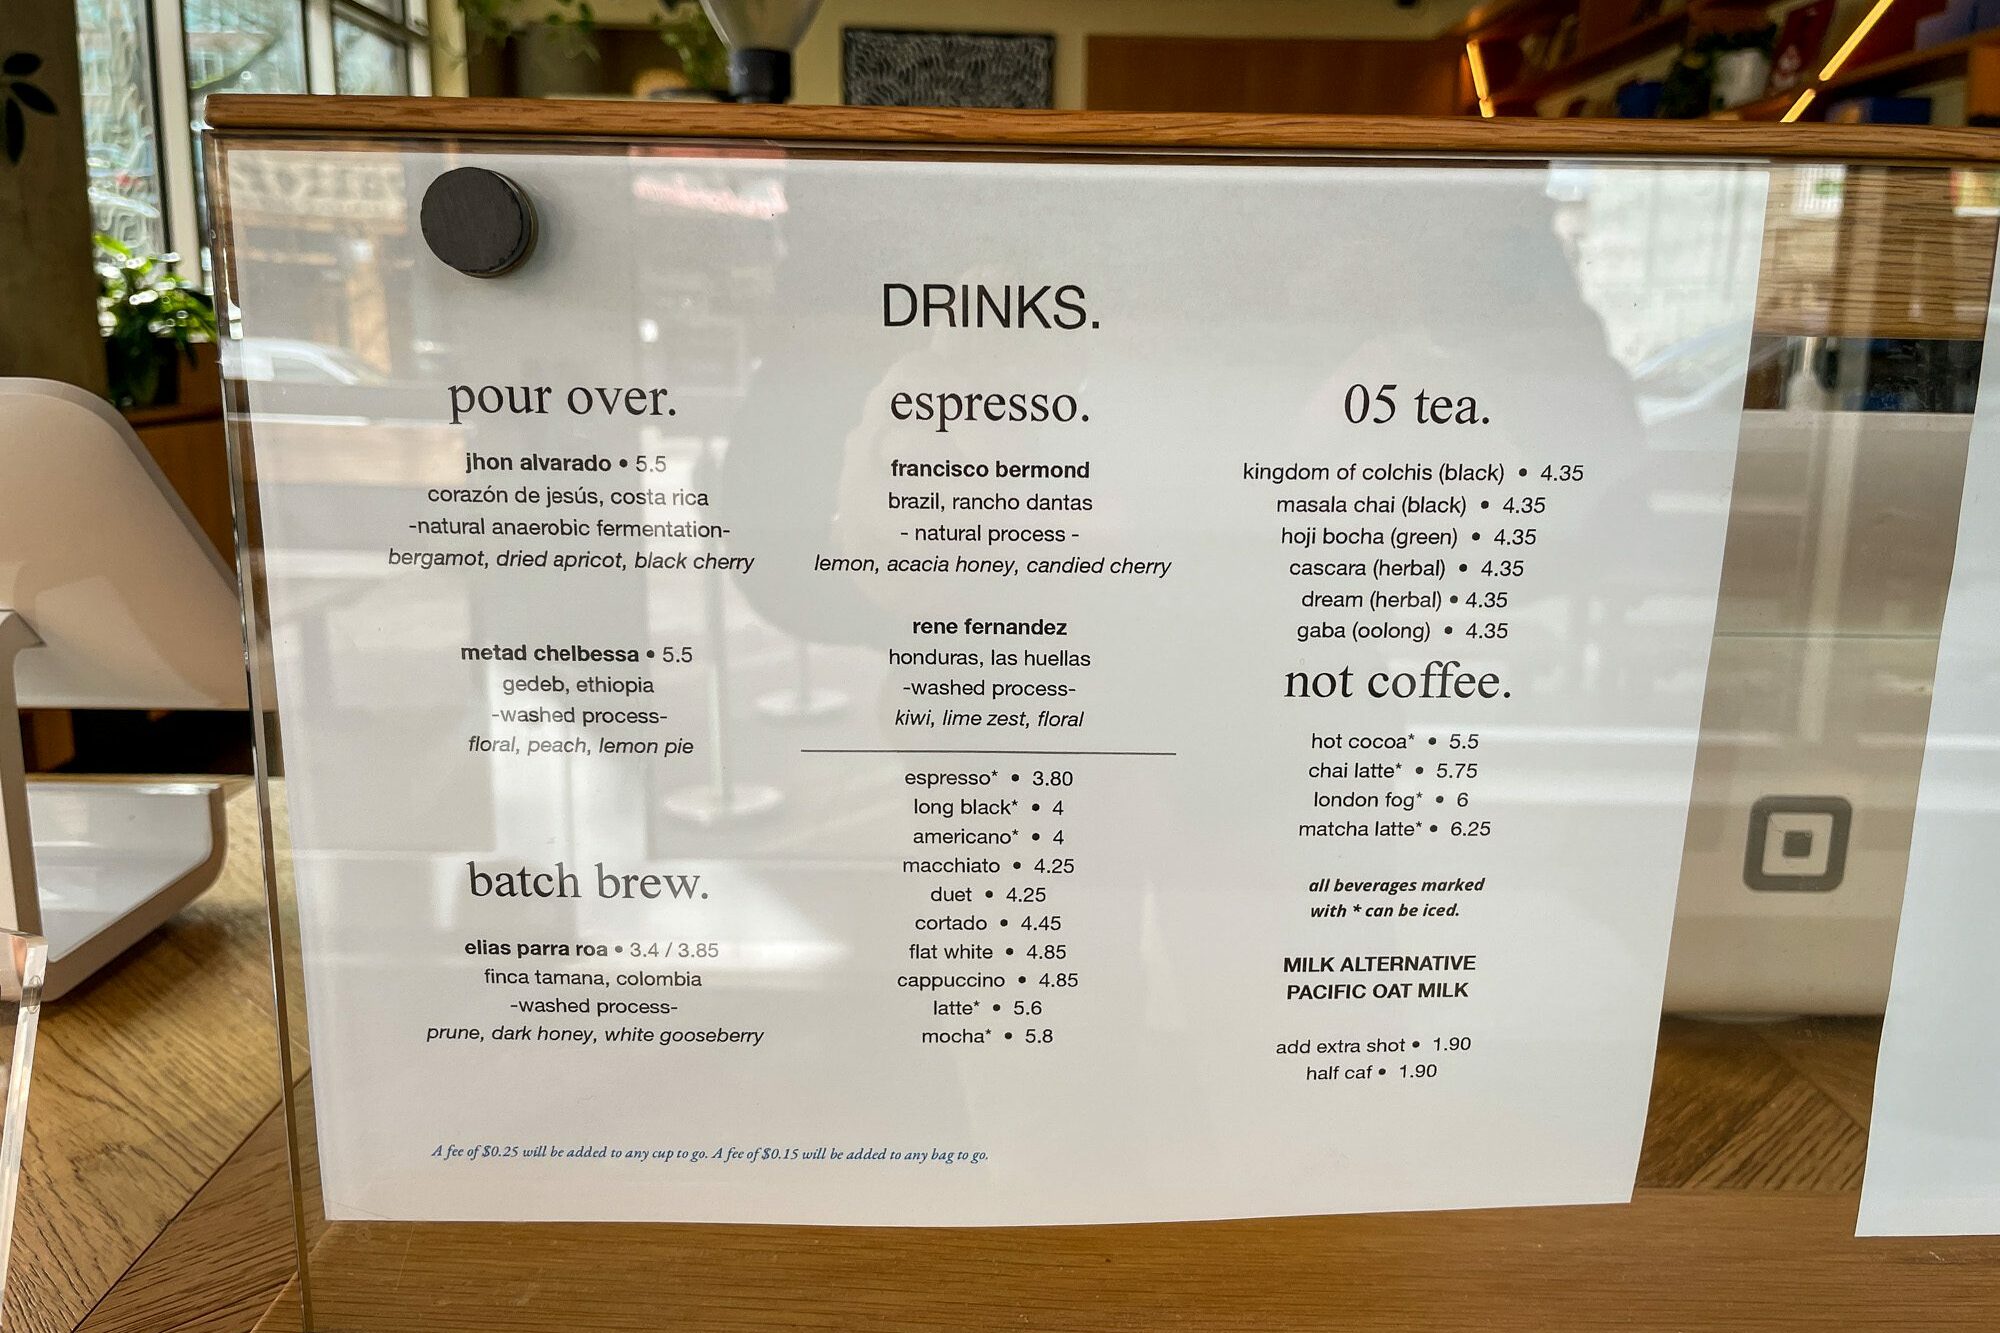 DRINKS.
pour over.
jhon alvarado • 5.5
corazón de jesús, costa rica
-natural anaerobic fermentation-
bergamot, dried apricot, black cherry
metad chelbessa • 5.5
gedeb, ethiopia
-washed process-
floral, peach, lemon pie
batch brew.
elias parra roa • 3.4 / 3.85
finca tamana, colombia
-washed process-
prune, dark honey, white gooseberry
espresso.
francisco bermond
brazil, rancho dantas
- natural process -
lemon, acacia honey, candied cherry
rene fernandez
honduras, las huellas
-washed process-
kiwi, lime zest, floral
espresso* • 3.80
long black* • 4
americano* • 4
macchiato • 4.25
duet • 4.25
cortado • 4.45
flat white • 4.85
cappuccino • 4.85
latte* • 5.6
mocha* • 5.8
05 tea.
kingdom of colchis (black) • 4.35
masala chai (black) • 4.35
hoji bocha (green) • 4.35
cascara (herbal) • 4.35
dream (herbal) • 4.35
gaba (oolong) • 4.35
not coffee.
hot cocoa* • 5.5
chai latte* • 5.75
london fog* • 6
matcha latte* • 6.25
all beverages marked
with * can be iced.
MILK ALTERNATIVE
PACIFIC OAT MILK
add extra shot • 1.90
half caf • 1.90
A fee of $0.25 will be added to any cup to go. A fee of $0.15 will be added to any bag to go.